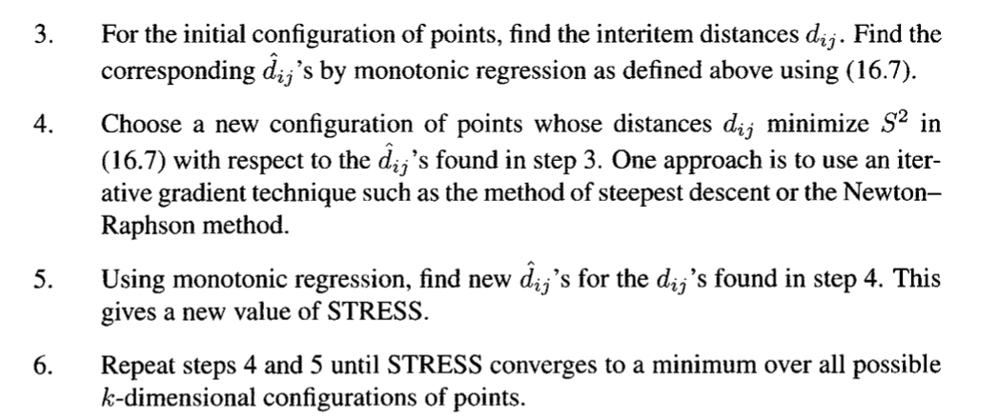 3. For the initial configuration of points, find the interitem distances d_{ij}. Find the
corresponding \hat{d}_{ij}'s by monotonic regression as defined above using (16.7).
4. Choose a new configuration of points whose distances d_{ij} minimize S² in
(16.7) with respect to the \hat{d}_{ij}'s found in step 3. One approach is to use an iter-
ative gradient technique such as the method of steepest descent or the Newton–
Raphson method.
5. Using monotonic regression, find new \hat{d}_{ij}'s for the d_{ij}'s found in step 4. This
gives a new value of STRESS.
6. Repeat steps 4 and 5 until STRESS converges to a minimum over all possible
k-dimensional configurations of points.